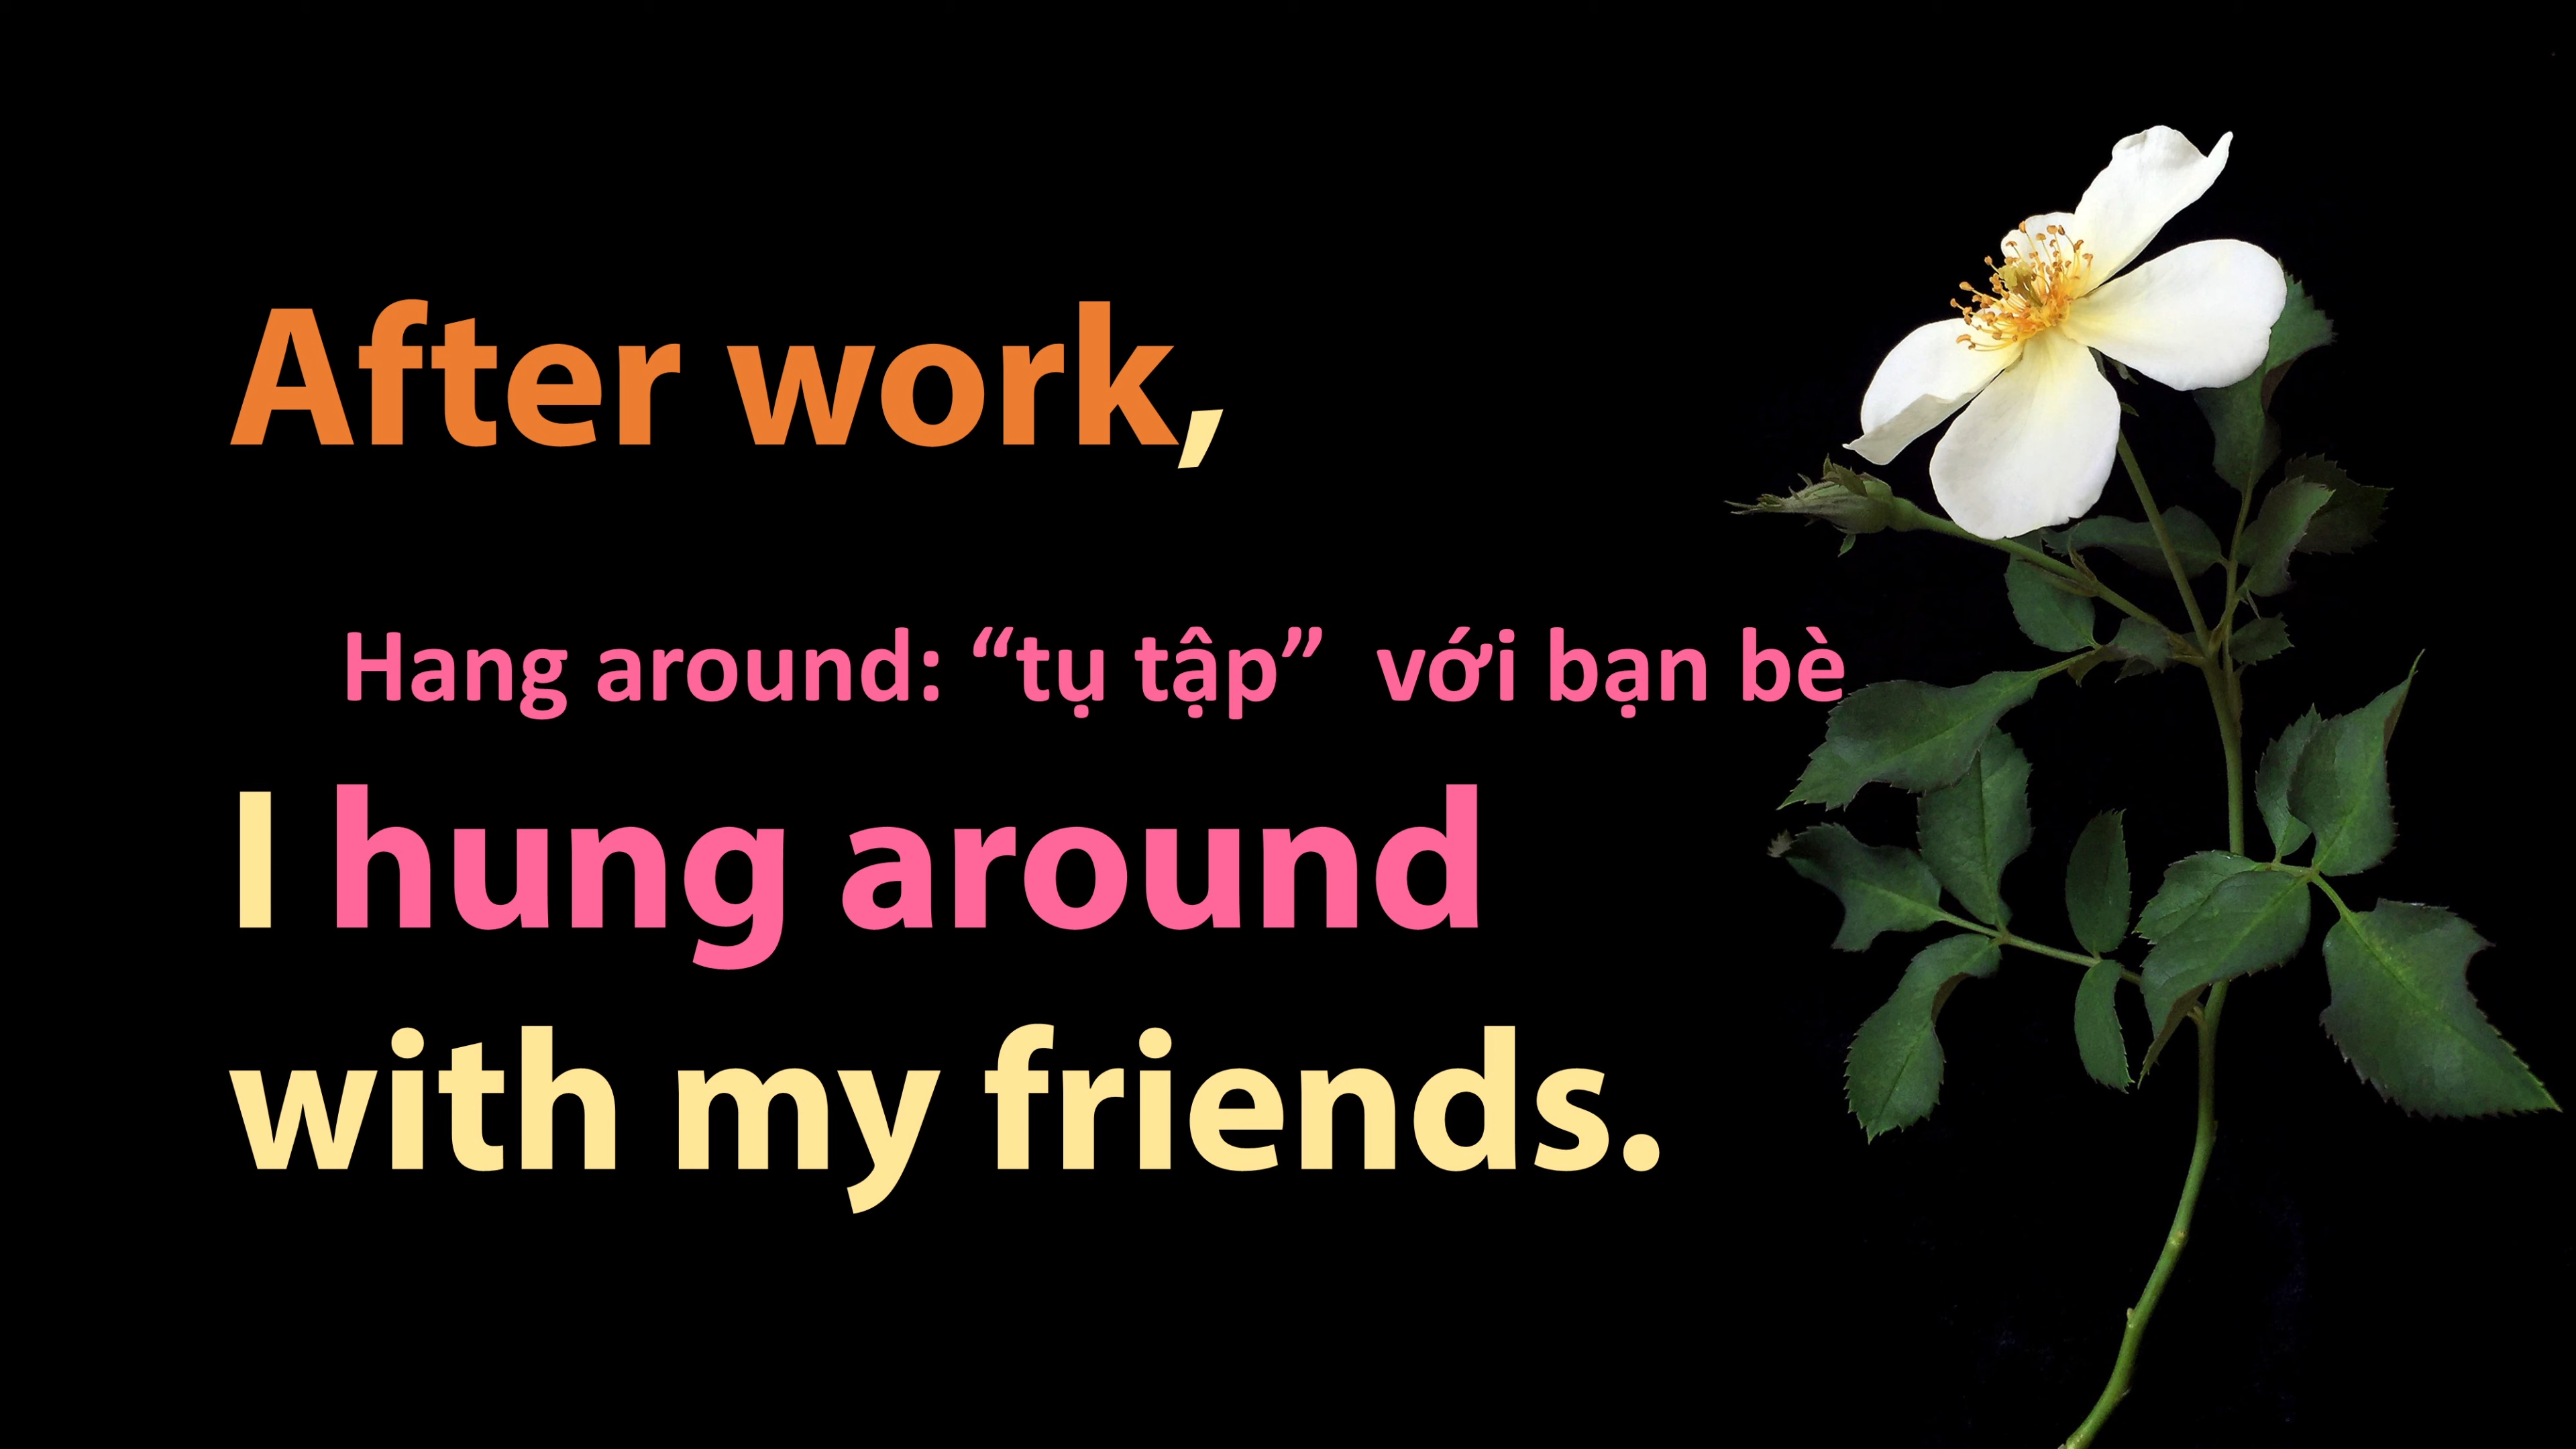 After work,
Hang around: “tụ tập” với bạn bè
I hung around
with my friends.